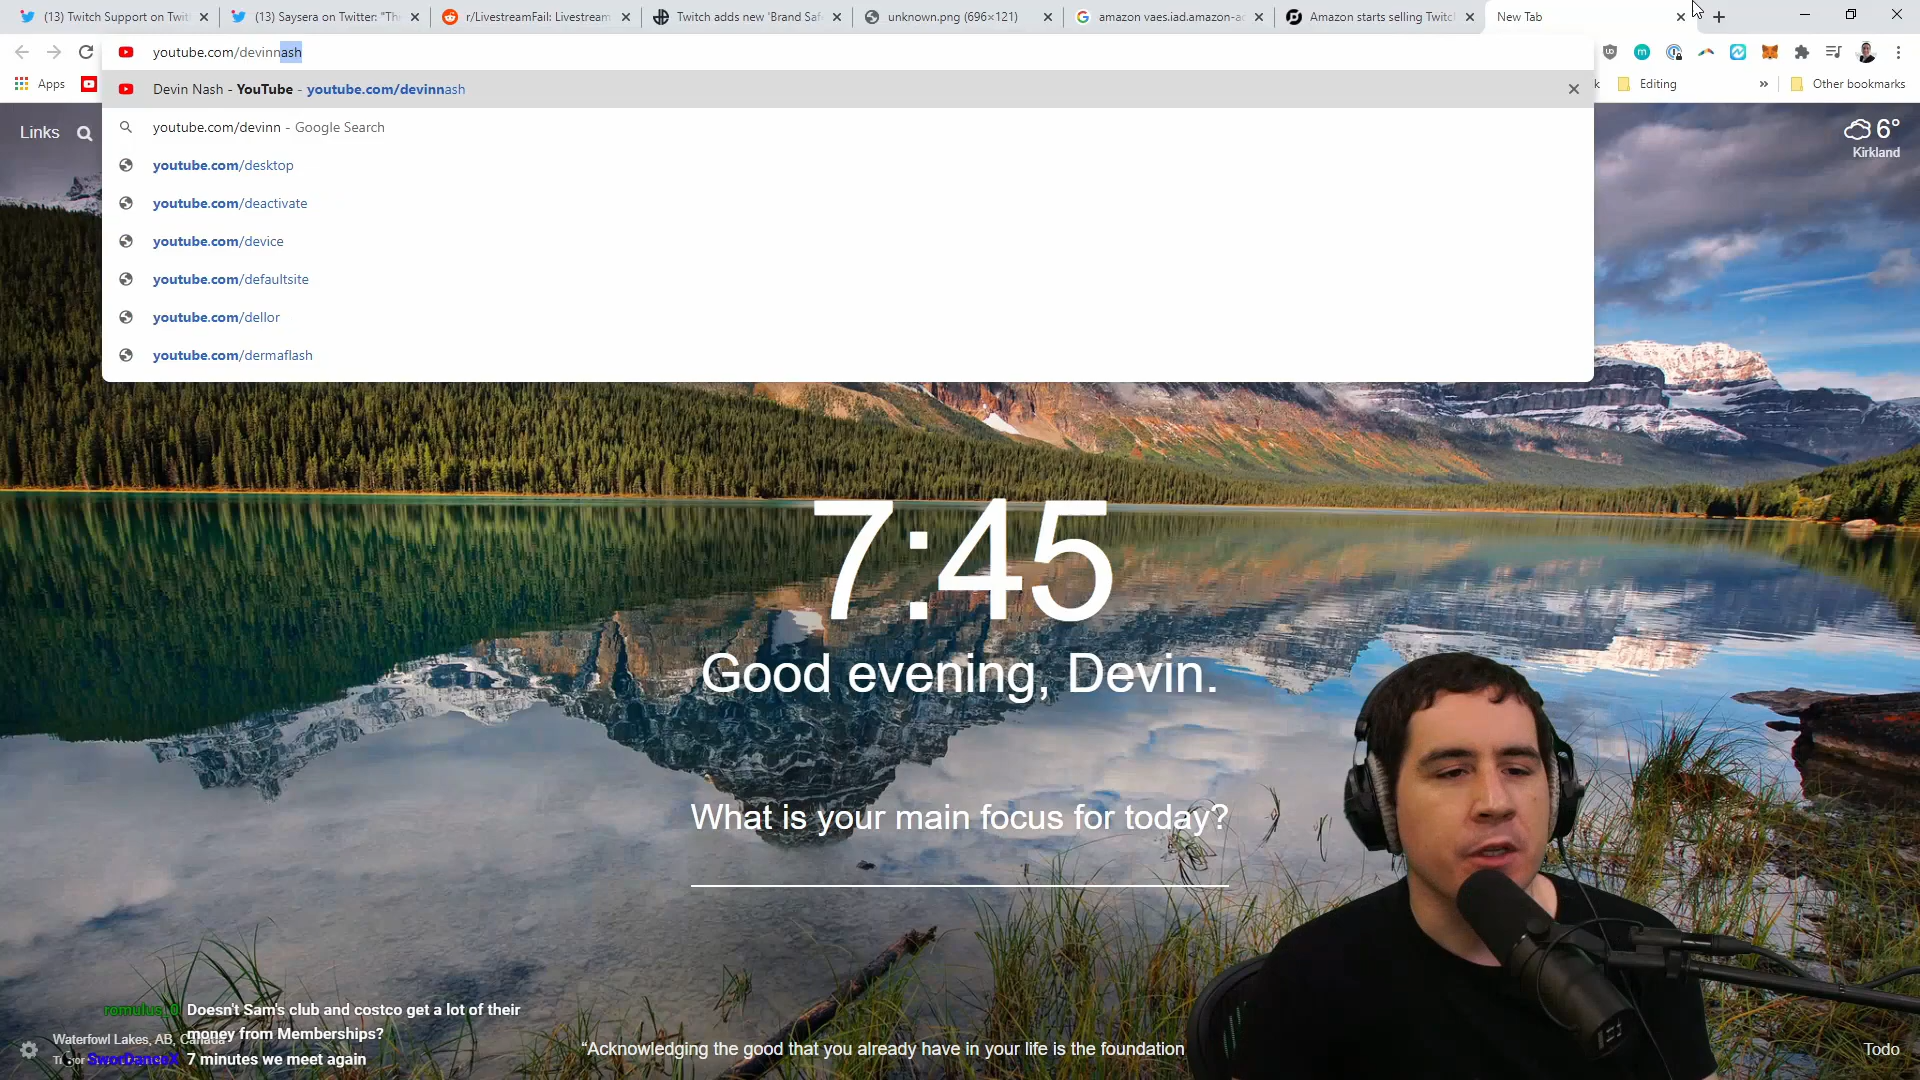 (13) Twitch Support on Twit
(13) Saysera on Twitter: "Th
r/LivestreamFail: Livestream
Twitch adds new 'Brand Saf
unknown.png (696×121)
amazon vaes.iad.amazon-a
Amazon starts selling Twitc
New Tab
youtube.com/devinnash
Apps
Editing
»
Other bookmarks
Devin Nash - YouTube - youtube.com/devinnash
youtube.com/devinn - Google Search
youtube.com/desktop
youtube.com/deactivate
youtube.com/device
youtube.com/defaultsite
youtube.com/dellor
youtube.com/dermaflash
Links
6°
Kirkland
7:45
Good evening, Devin.
What is your main focus for today?
romulus_0 Doesn't Sam's club and costco get a lot of their
money from Memberships?
Waterfowl Lakes, AB, Canada
SworDanceX 7 minutes we meet again
“Acknowledging the good that you already have in your life is the foundation
Todo